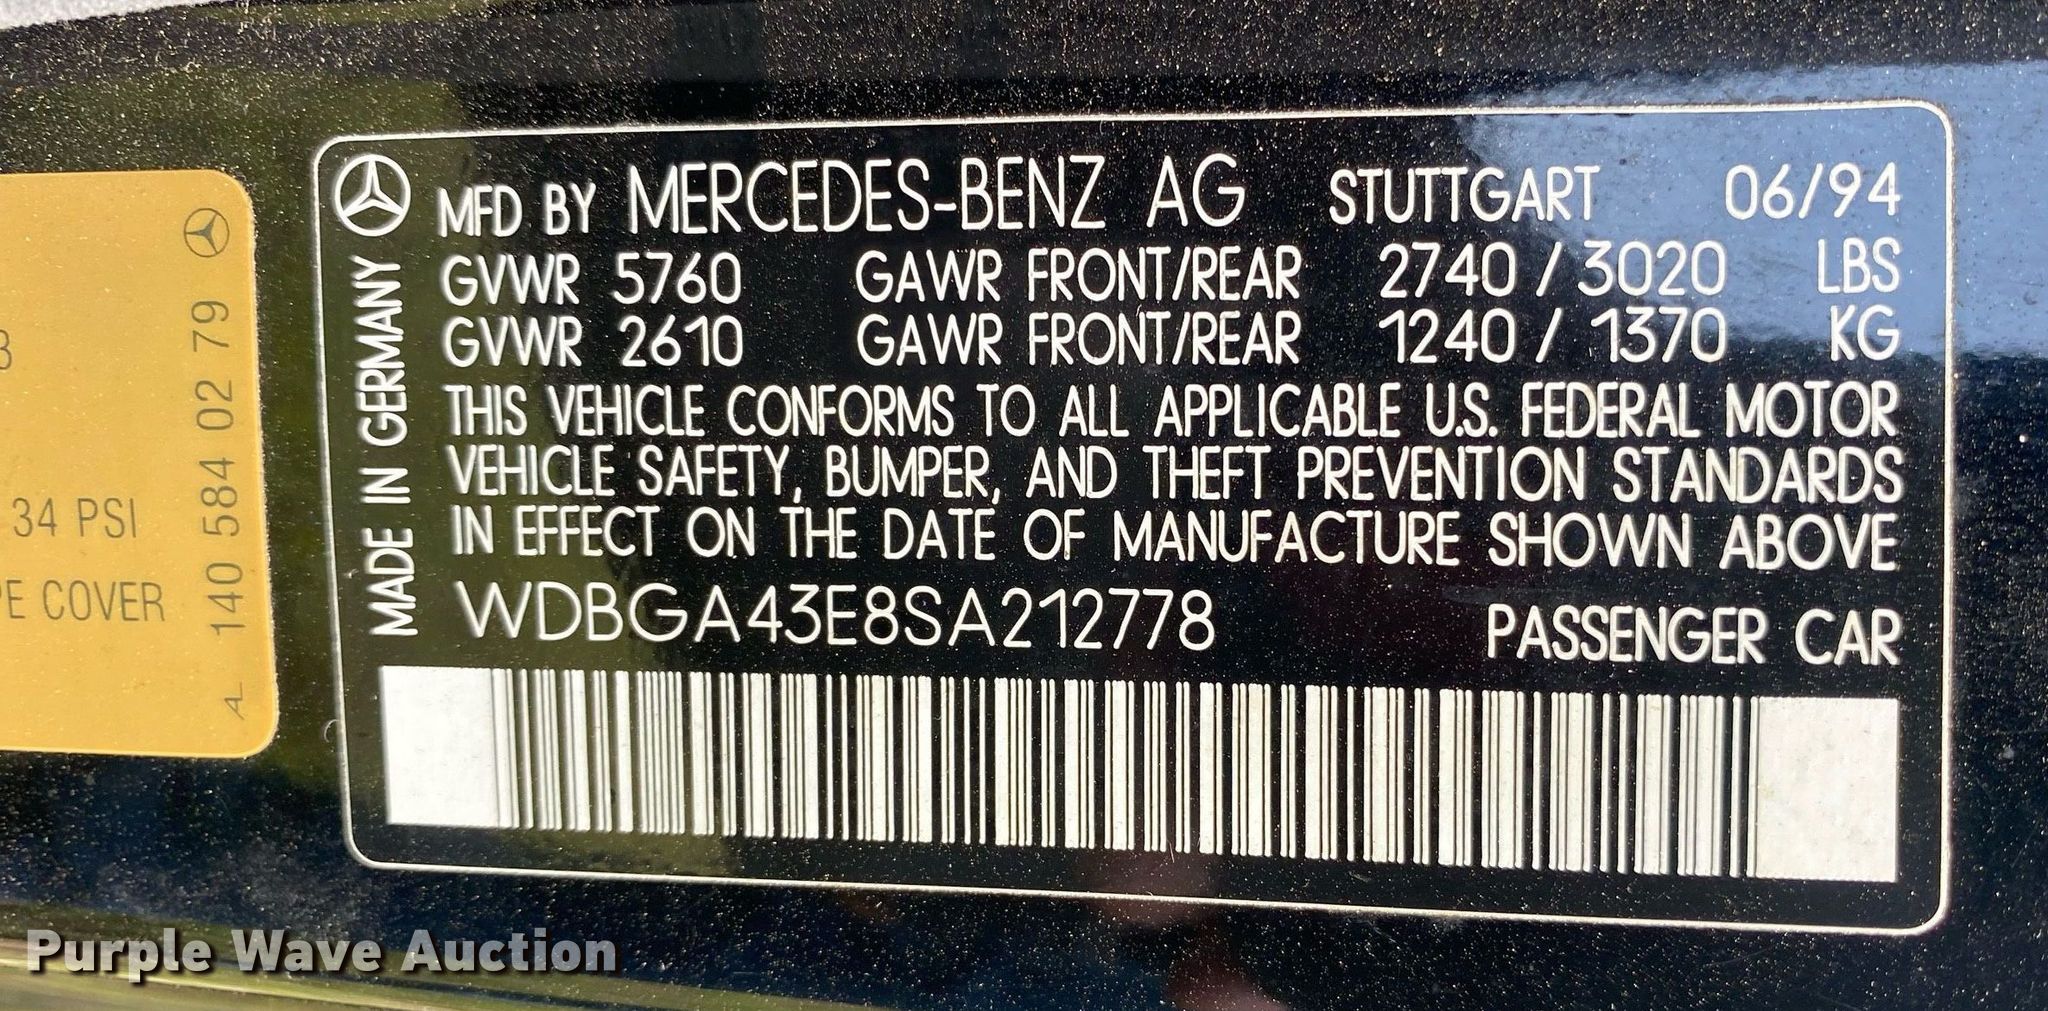 MFD BY MERCEDES-BENZ AG STUTTGART 06/94
GVWR 5760 GAWR FRONT/REAR 2740 / 3020 LBS
GVWR 2610 GAWR FRONT/REAR 1240 / 1370 KG
THIS VEHICLE CONFORMS TO ALL APPLICABLE U.S. FEDERAL MOTOR
VEHICLE SAFETY, BUMPER, AND THEFT PREVENTION STANDARDS
IN EFFECT ON THE DATE OF MANUFACTURE SHOWN ABOVE
WDBGA43E8SA212778 PASSENGER CAR
MADE IN GERMANY
34 PSI
COVER
A 140 584 02 79
Purple Wave Auction